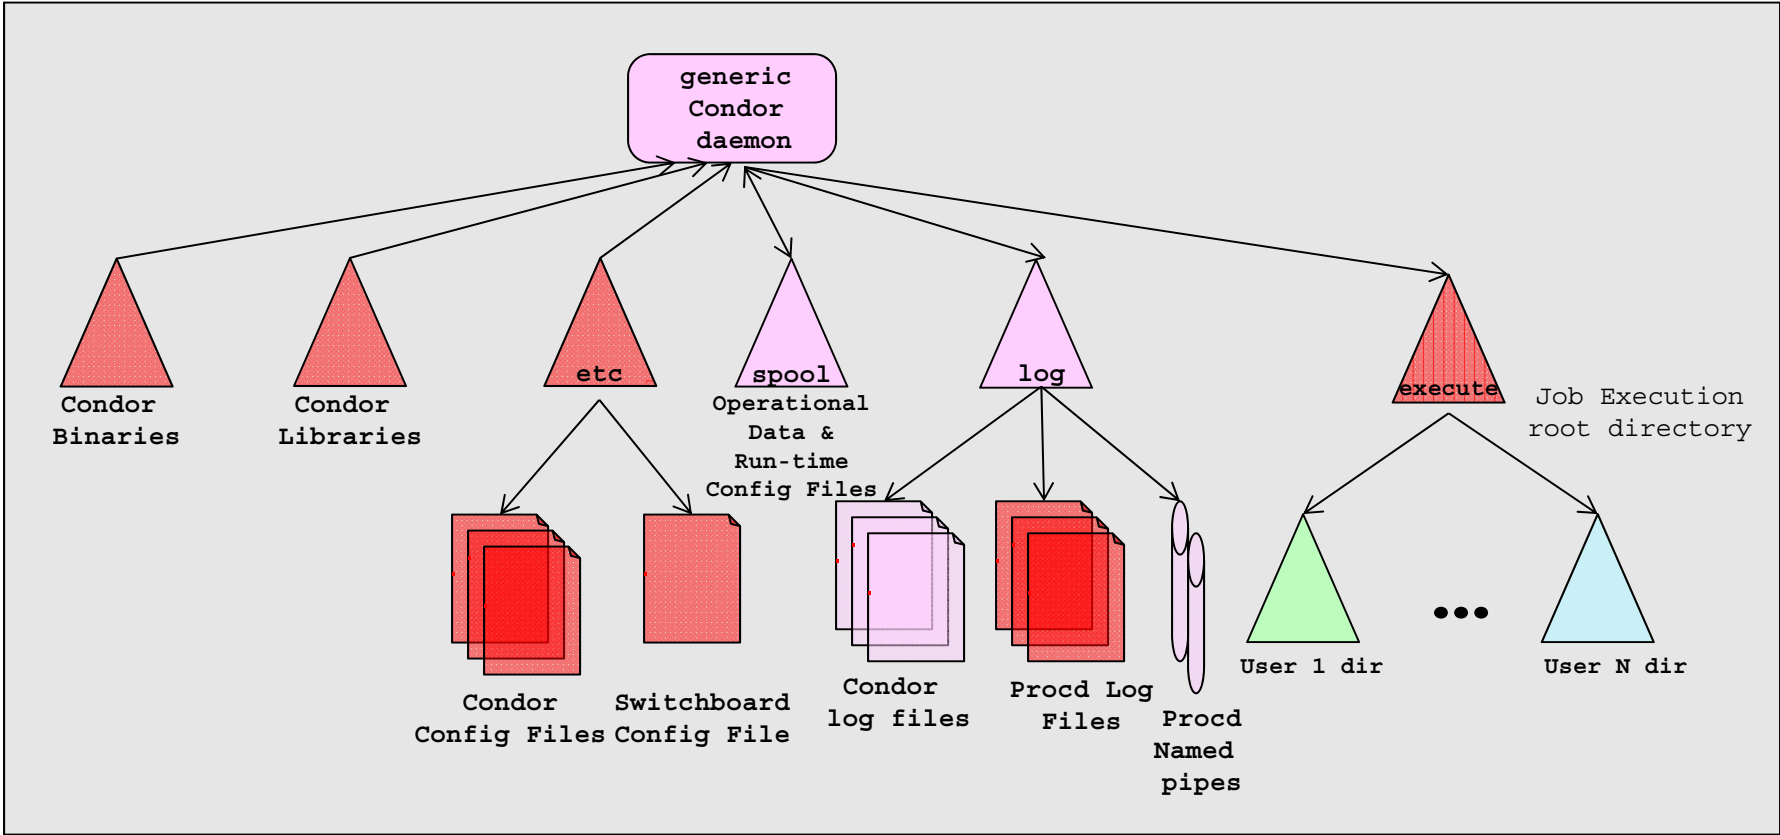 generic
Condor
daemon
etc
spool
log
execute
Condor
Binaries
Condor
Libraries
Operational
Data &
Run-time
Config Files
Job Execution
root directory
Condor
Config Files
Switchboard
Config File
Condor
log files
Procd Log
Files
Procd
Named
pipes
User 1 dir
User N dir